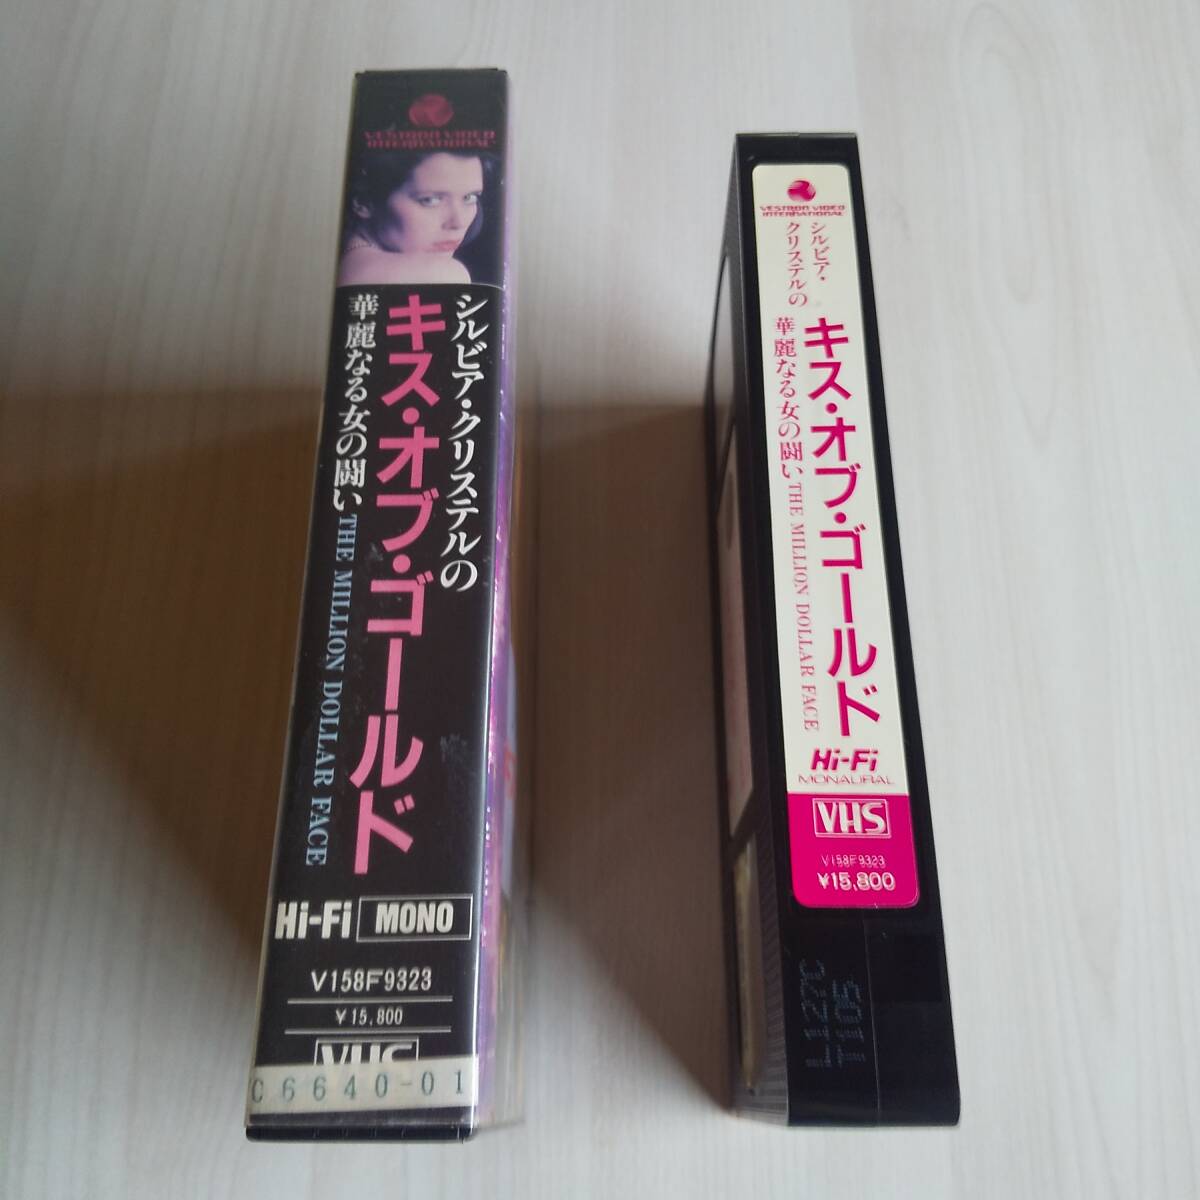 VESTRON VIDEO
INTERNATIONAL
シルビア・クリステルの
キス・オブ・ゴールド
華麗なる女の闘い THE MILLION DOLLAR FACE
Hi-Fi MONO
V158F9323
¥15,800
VHS
C6640-01
VESTRON VIDEO
INTERNATIONAL
シルビア・
クリステルの
キス・オブ・ゴールド
華麗なる女の闘い THE MILLION DOLLAR FACE
Hi-Fi
MONAURAL
VHS
V158F9323
¥15,800